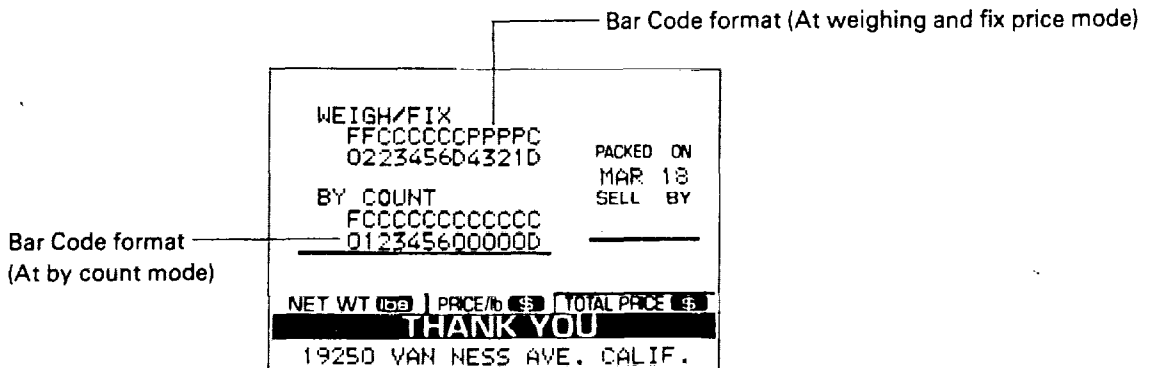 Bar Code format (At weighing and fix price mode)
WEIGH/FIX
FFCCCCCCPPPPC
0223456D4321D
PACKED ON
MAR 18
SELL BY
BY COUNT
FCCCCCCCCCCCC
012345600000D
Bar Code format
(At by count mode)
NET WT lbs PRICE/lb $ TOTAL PRICE $
THANK YOU
19250 VAN NESS AVE. CALIF.